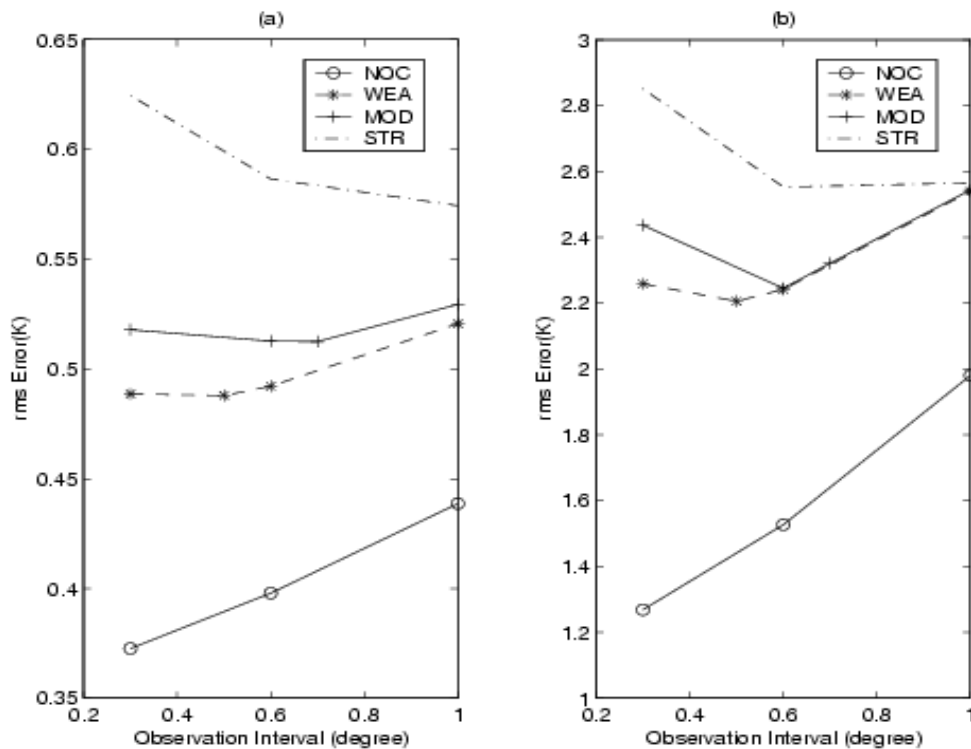 (a)
0.65
0.6
0.55
0.5
0.45
0.4
0.35
rms Error(K)
0.2 0.4 0.6 0.8 1
Observation Interval (degree)
NOC
WEA
MOD
STR
(b)
3
2.8
2.6
2.4
2.2
2
1.8
1.6
1.4
1.2
1
rms Error(K)
0.2 0.4 0.6 0.8 1
Observation Interval (degree)
NOC
WEA
MOD
STR